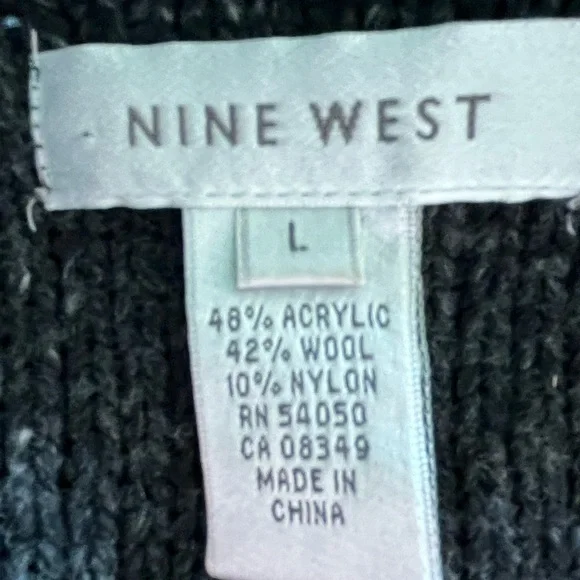 NINE WEST
L
48% ACRYLIC
42% WOOL
10% NYLON
RN 54050
CA 08349
MADE IN
CHINA